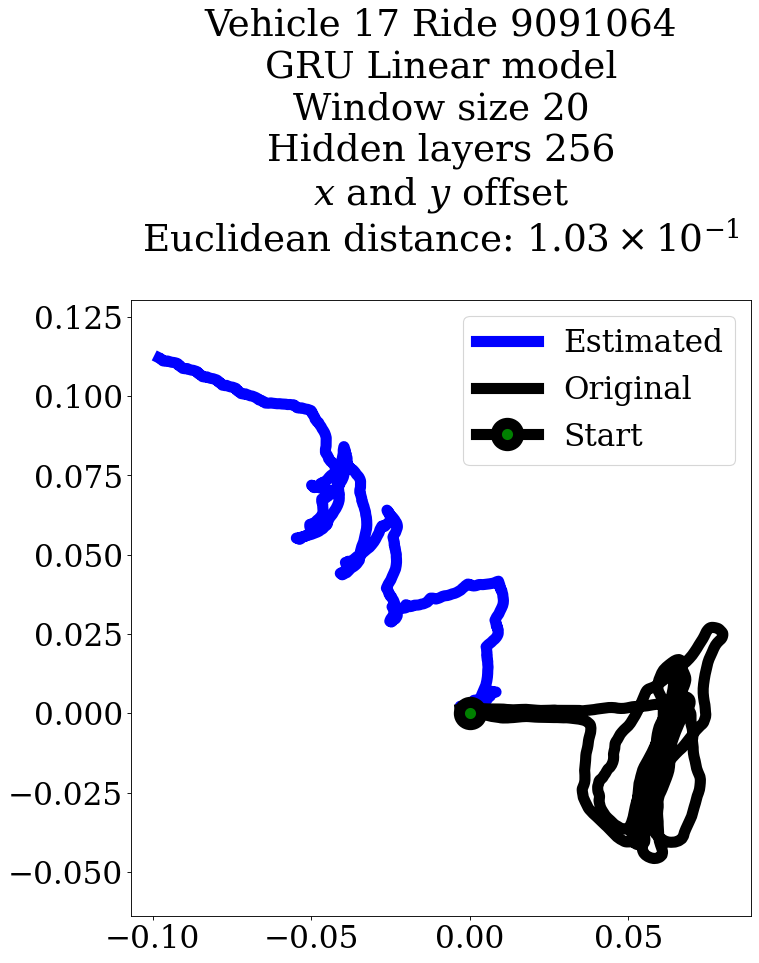 Vehicle 17 Ride 9091064
GRU Linear model
Window size 20
Hidden layers 256
x and y offset
Euclidean distance: 1.03 × 10⁻¹
Estimated
Original
Start
0.125
0.100
0.075
0.050
0.025
0.000
−0.025
−0.050
−0.10 −0.05 0.00 0.05